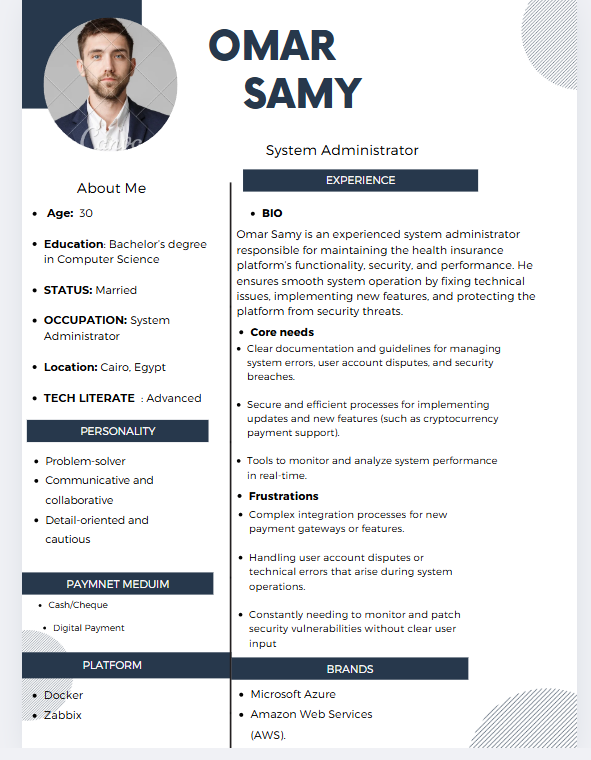 OMAR
SAMY
System Administrator
Canva
About Me
Age: 30
Education: Bachelor's degree
in Computer Science
STATUS: Married
OCCUPATION: System
Administrator
Location: Cairo, Egypt
TECH LITERATE : Advanced
PERSONALITY
Problem-solver
Communicative and
collaborative
Detail-oriented and
cautious
PAYMNET MEDUIM
Cash/Cheque
Digital Payment
PLATFORM
Docker
Zabbix
EXPERIENCE
BIO
Omar Samy is an experienced system administrator
responsible for maintaining the health insurance
platform's functionality, security, and performance. He
ensures smooth system operation by fixing technical
issues, implementing new features, and protecting the
platform from security threats.
Core needs
Clear documentation and guidelines for managing
system errors, user account disputes, and security
breaches.
Secure and efficient processes for implementing
updates and new features (such as cryptocurrency
payment support).
Tools to monitor and analyze system performance
in real-time.
Frustrations
Complex integration processes for new
payment gateways or features.
Handling user account disputes or
technical errors that arise during system
operations.
Constantly needing to monitor and patch
security vulnerabilities without clear user
input
BRANDS
Microsoft Azure
Amazon Web Services
(AWS).